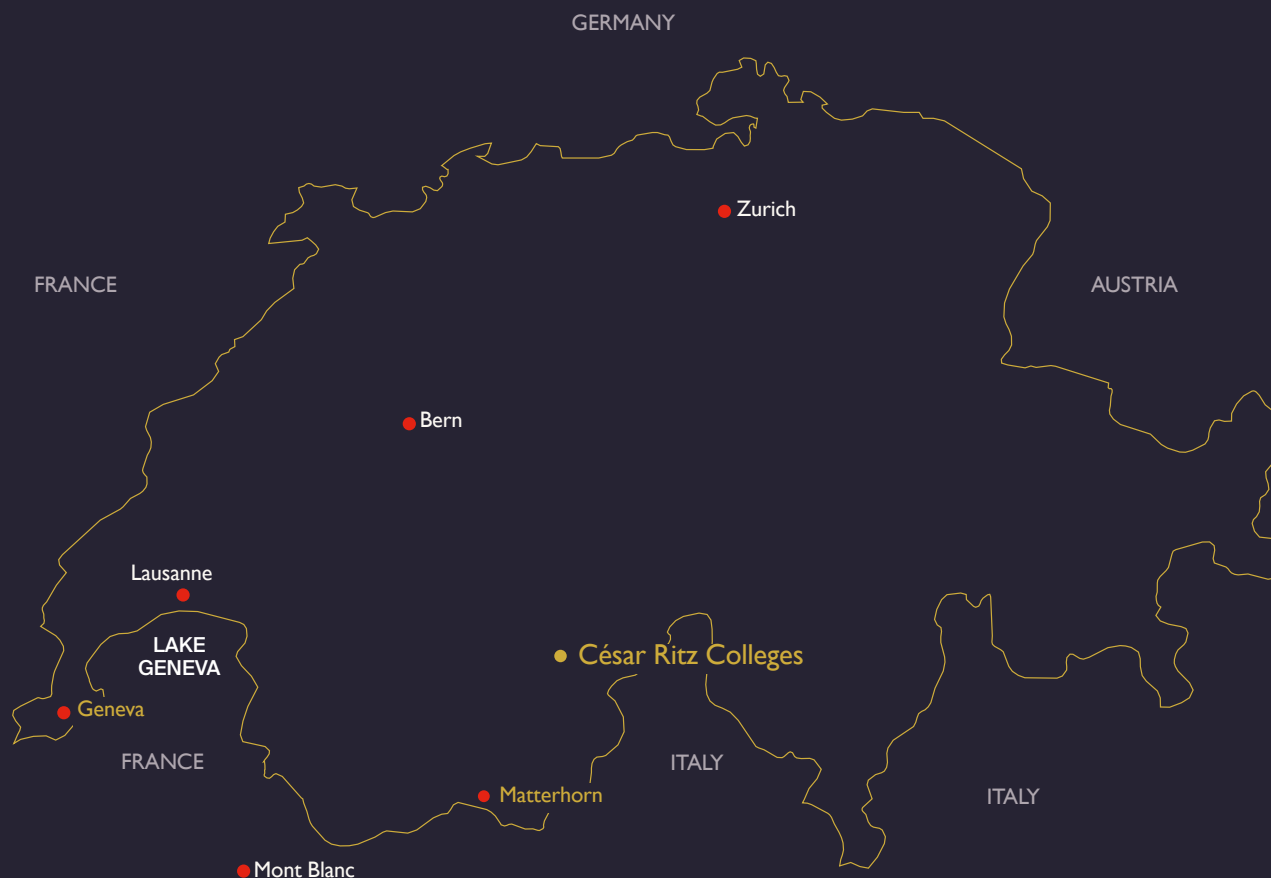 GERMANY
Zurich
FRANCE
AUSTRIA
Bern
Lausanne
LAKE
GENEVA
César Ritz Colleges
Geneva
FRANCE
ITALY
Matterhorn
ITALY
Mont Blanc